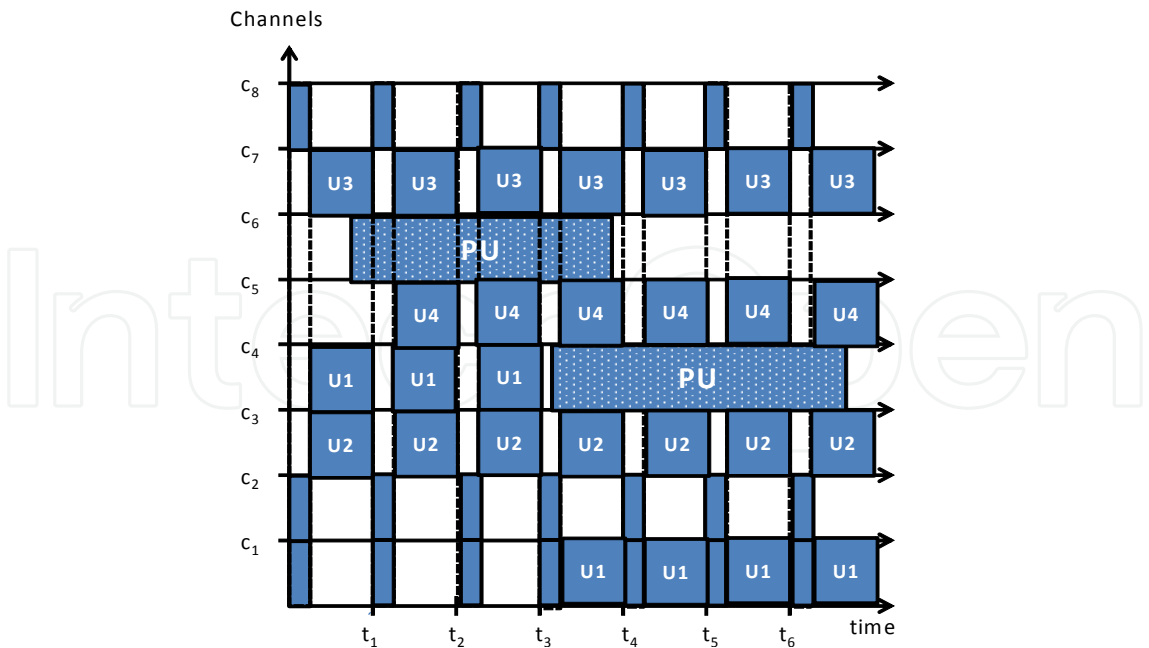 Channels
c8
c7
U3 U3 U3 U3 U3 U3 U3
c6
PU
c5
U4 U4 U4 U4 U4 U4
c4
U1 U1 U1 PU
c3
U2 U2 U2 U2 U2 U2 U2
c2
c1
U1 U1 U1 U1
t1 t2 t3 t4 t5 t6 time
IntechOpen